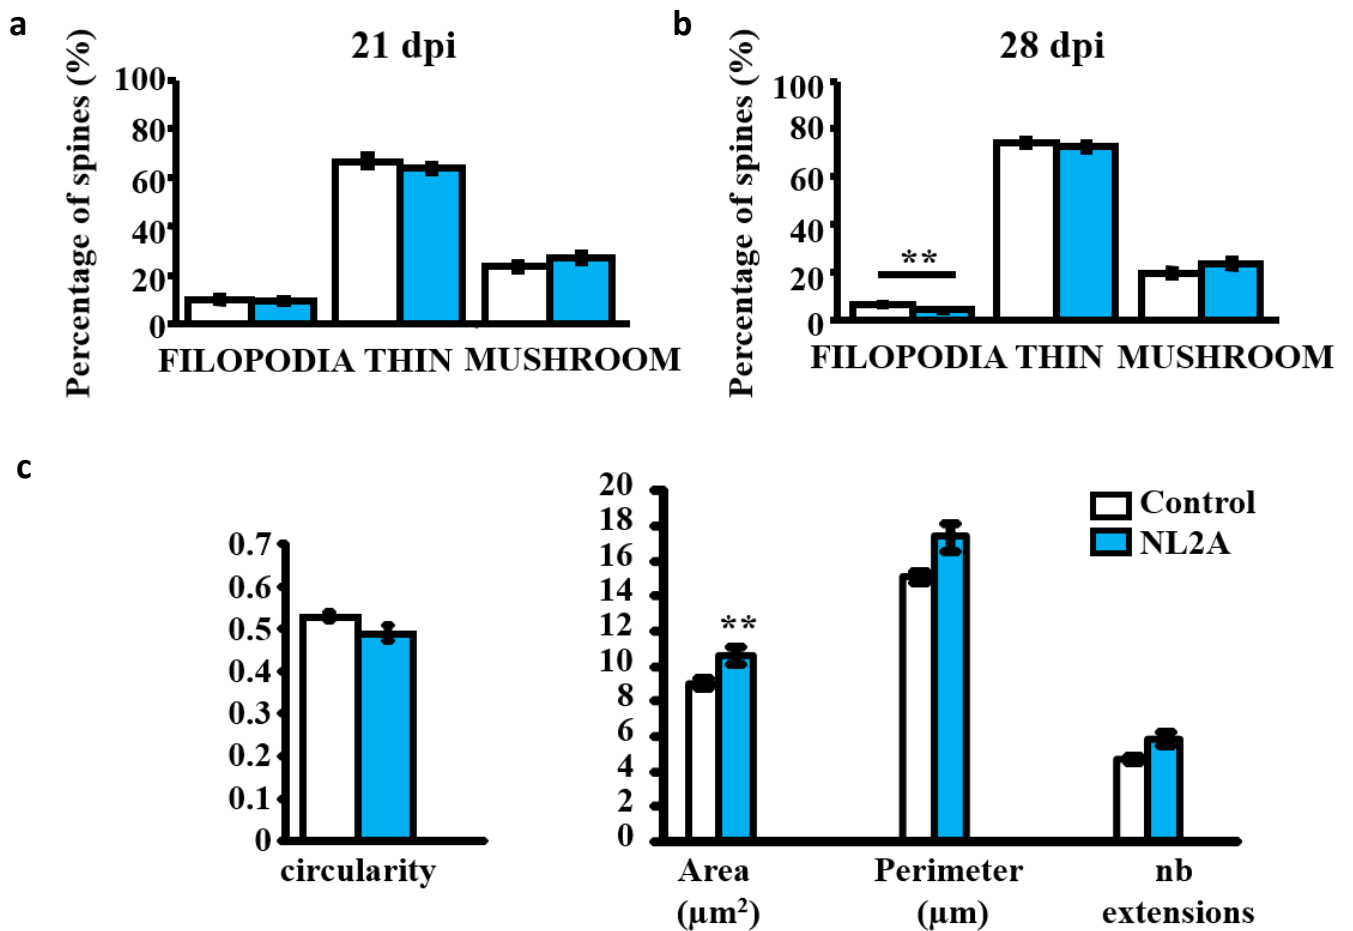 a
21 dpi
Percentage of spines (%)
100
80
60
40
20
0
FILOPODIA THIN MUSHROOM
b
28 dpi
Percentage of spines (%)
100
80
60
40
20
0
**
FILOPODIA THIN MUSHROOM
c
0.7
0.6
0.5
0.4
0.3
0.2
0.1
0
circularity
20
18
16
14
12
10
8
6
4
2
0
**
Area
(µm²)
Perimeter
(µm)
nb
extensions
Control
NL2A